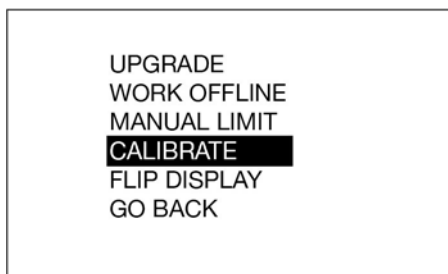 UPGRADE
WORK OFFLINE
MANUAL LIMIT
CALIBRATE
FLIP DISPLAY
GO BACK